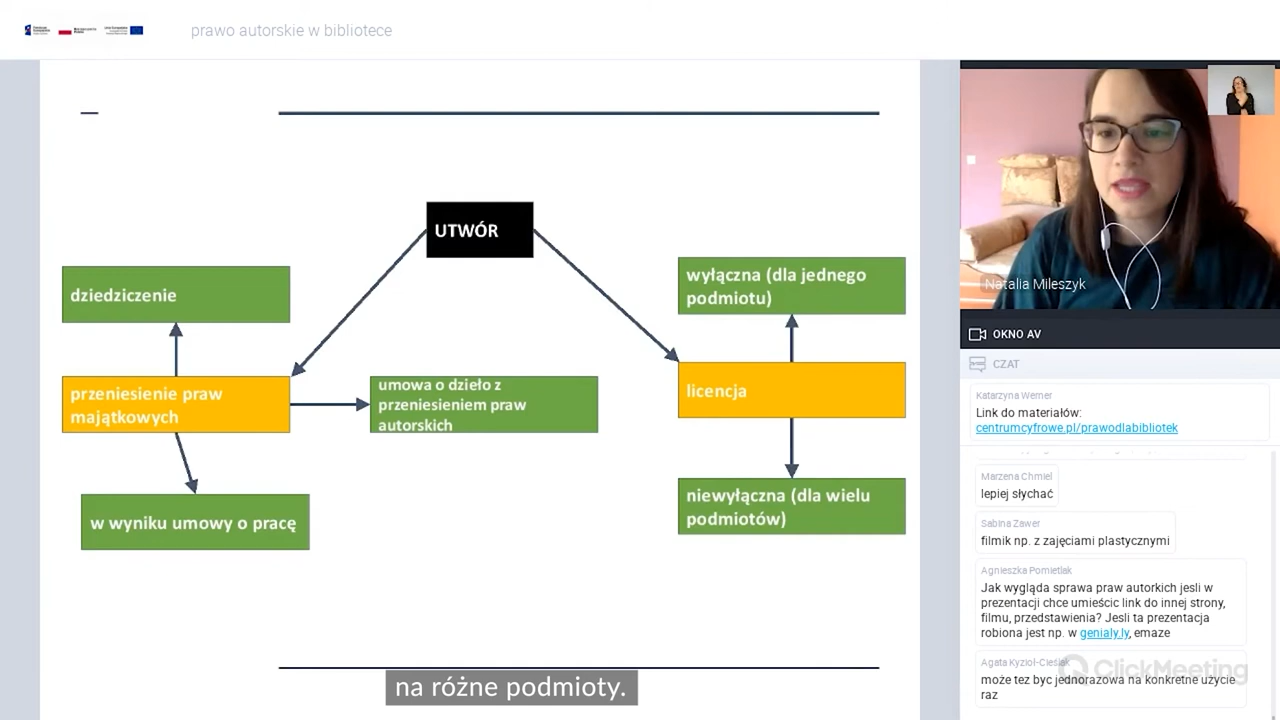 prawo autorskie w bibliotece
UTWÓR
dziedziczenie
przeniesienie praw
majątkowych
umowa o dzieło z
przeniesieniem praw
autorskich
w wyniku umowy o pracę
wyłączna (dla jednego
podmiotu)
licencja
niewyłączna (dla wielu
podmiotów)
na różne podmioty.
Natalia Mileszyk
OKNO AV
CZAT
Katarzyna Werner
Link do materiałów:
centrumcyfrowe.pl/prawodlabibliotek
Marzena Chmiel
lepiej słychać
Sabina Zawer
filmik np. z zajęciami plastycznymi
Agnieszka Pomietlak
Jak wygląda sprawa praw autorkich jesli w
prezentacji chce umieścic link do innej strony,
filmu, przedstawienia? Jesli ta prezentacja
robiona jest np. w genialy.ly, emaze
Agata Kyzioł-Cieślak
może tez byc jednorazowa na konkretne użycie
raz
ClickMeeting